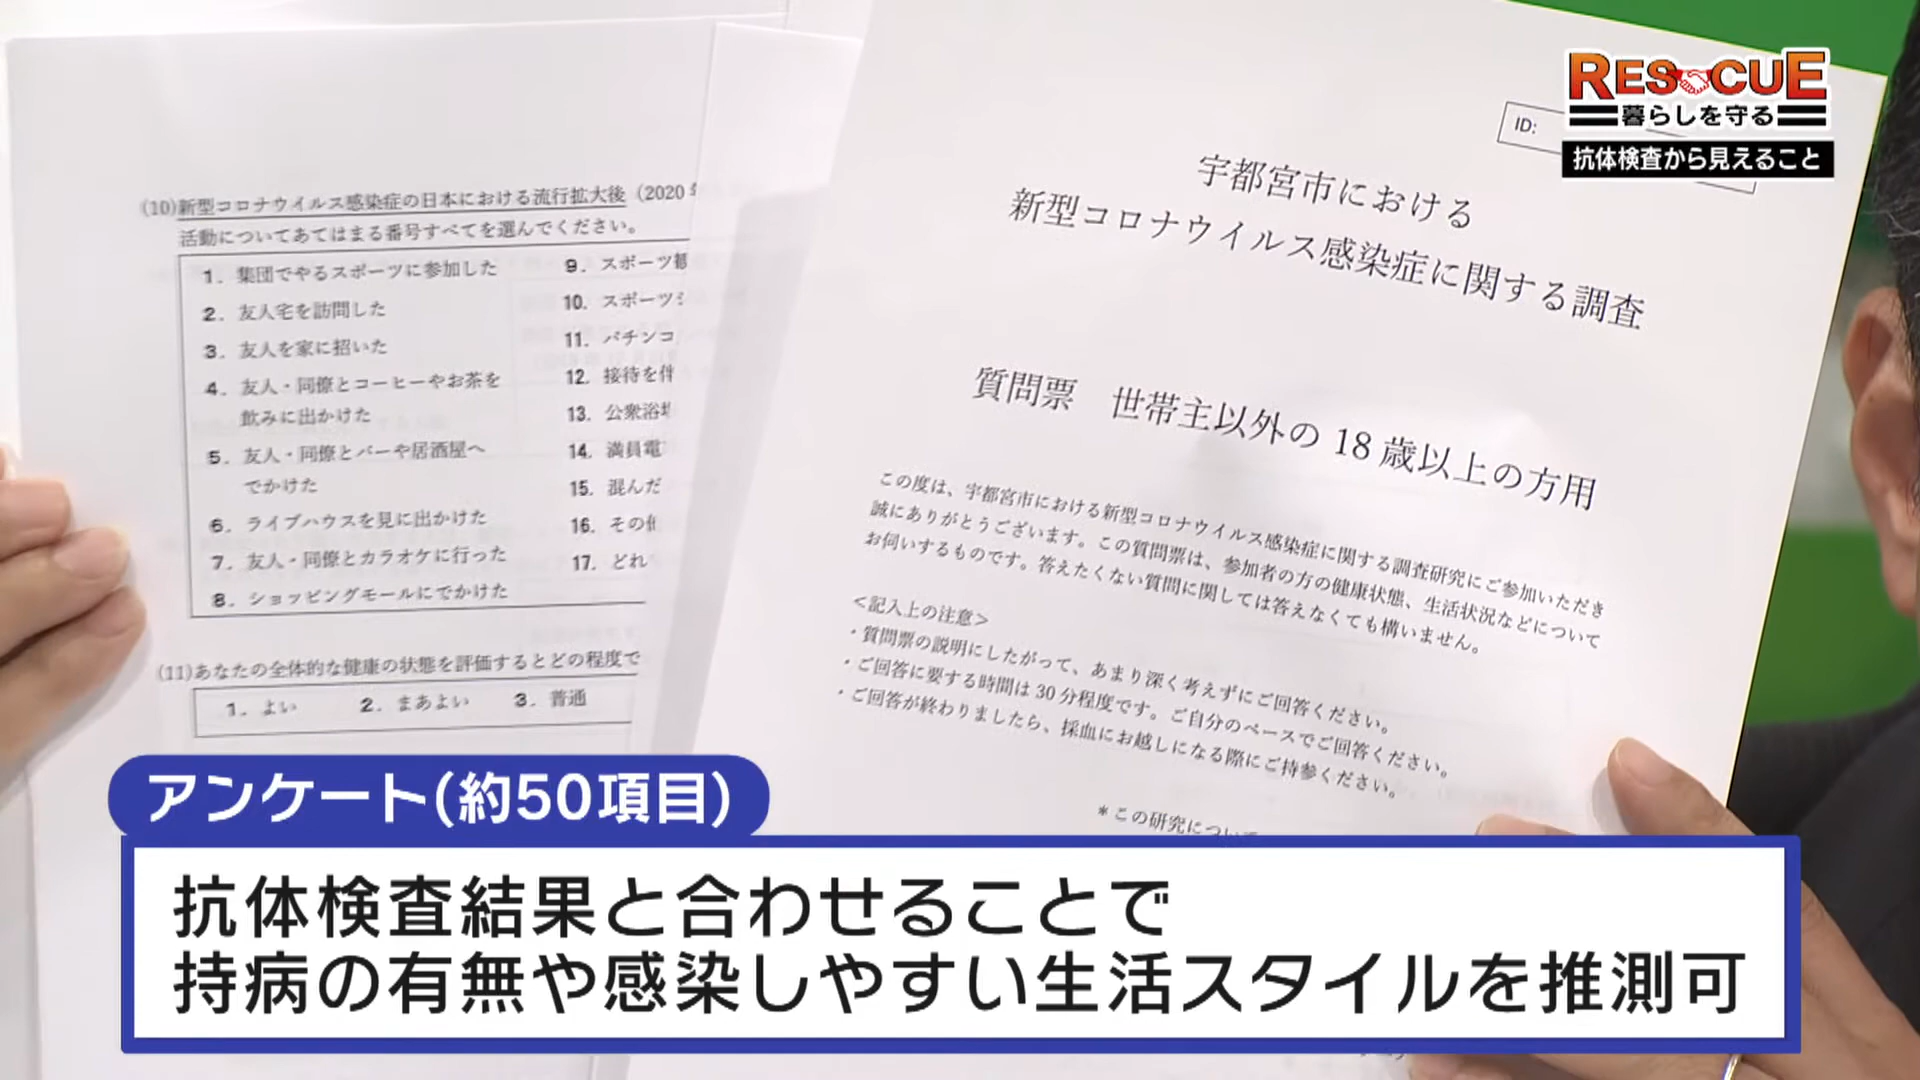 RESCUE
暮らしを守る
抗体検査から見えること
ID:
宇都宮市における
新型コロナウイルス感染症に関する調査
質問票 世帯主以外の 18 歳以上の方用
この度は、宇都宮市における新型コロナウイルス感染症に関する調査研究にご参加いただき
誠にありがとうございます。この質問票は、参加者の方の健康状態、生活状況などについて
お伺いするものです。答えたくない質問に関しては答えなくても構いません。
<記入上の注意>
・質問票の説明にしたがって、あまり深く考えずにご回答ください。
・ご回答に要する時間は 30 分程度です。ご自分のペースでご回答ください。
・ご回答が終わりましたら、採血にお越しになる際にご持参ください。
＊この研究につい
(10)新型コロナウイルス感染症の日本における流行拡大後（2020
活動についてあてはまる番号すべてを選んでください。
1. 集団でやるスポーツに参加した
2. 友人宅を訪問した
3. 友人を家に招いた
4. 友人・同僚とコーヒーやお茶を
飲みに出かけた
5. 友人・同僚とバーや居酒屋へ
でかけた
6. ライブハウスを見に出かけた
7. 友人・同僚とカラオケに行った
8. ショッピングモールにでかけた
9. スポーツ
10. スポーツ
11. パチンコ
12. 接待を
13. 公衆浴
14. 満員電
15. 混んだ
16. その
17. どれ
(11)あなたの全体的な健康の状態を評価するとどの程度で
1. よい 2. まあよい 3. 普通
アンケート(約50項目)
抗体検査結果と合わせることで
持病の有無や感染しやすい生活スタイルを推測可